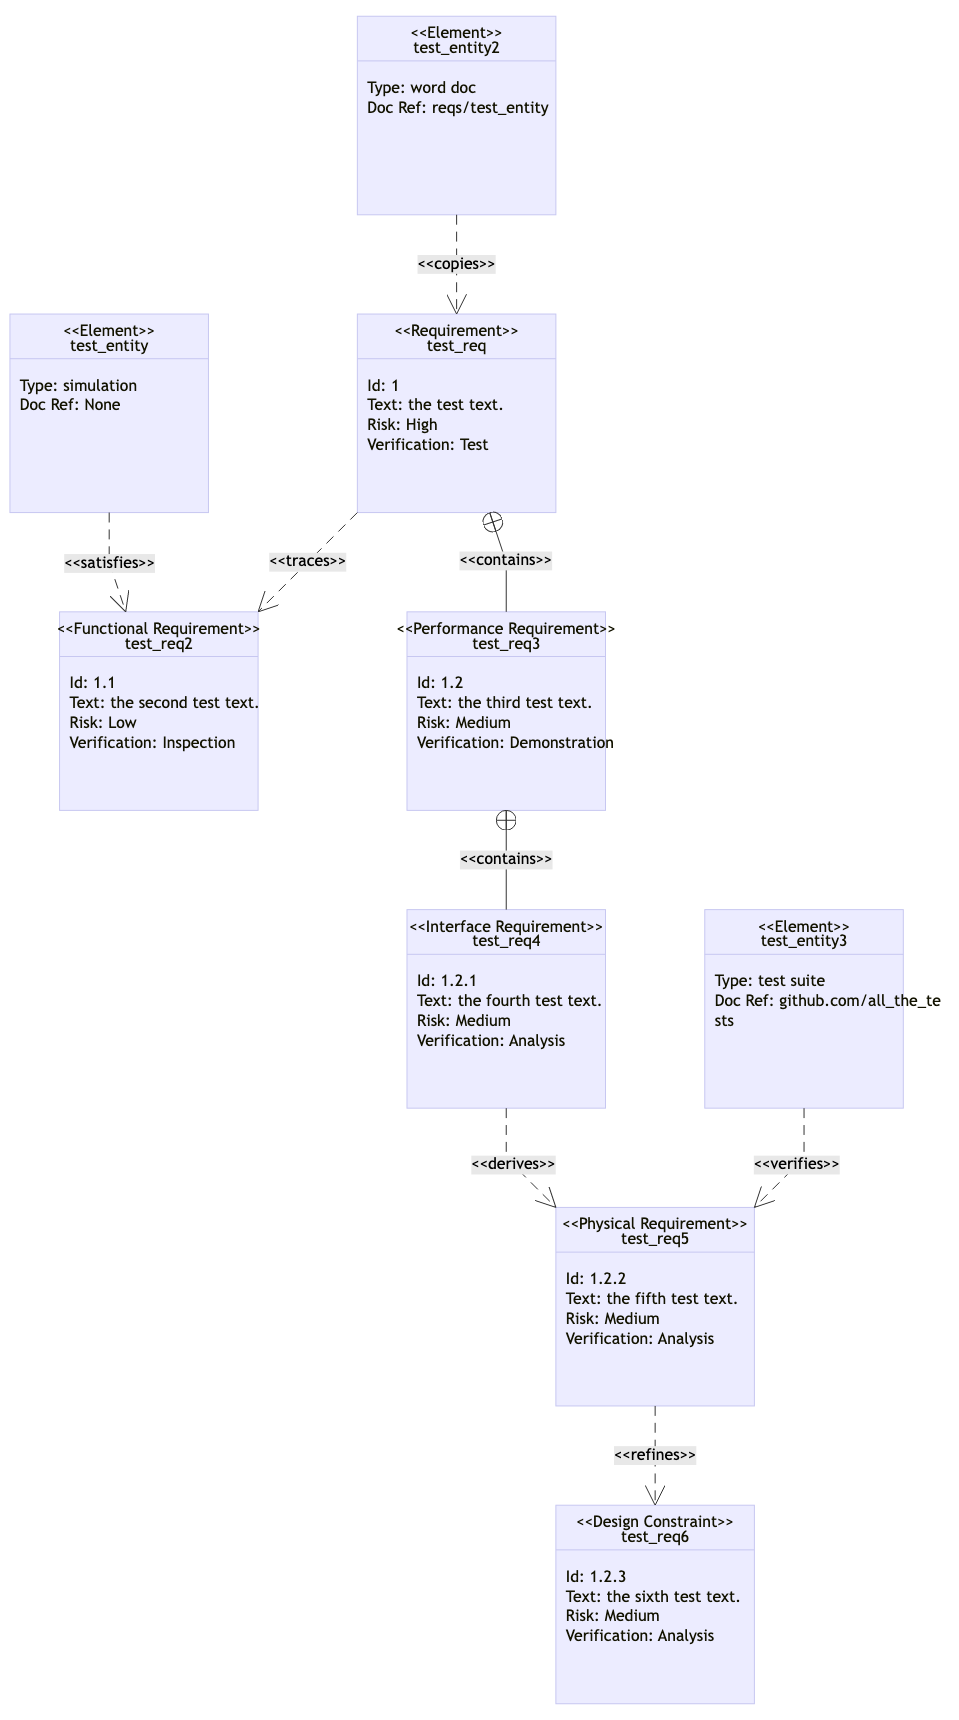 <<Element>>
test_entity2
Type: word doc
Doc Ref: reqs/test_entity
<<copies>>
<<Element>>
test_entity
Type: simulation
Doc Ref: None
<<Requirement>>
test_req
Id: 1
Text: the test text.
Risk: High
Verification: Test
<<satisfies>>
<<traces>>
<<contains>>
<<Functional Requirement>>
test_req2
Id: 1.1
Text: the second test text.
Risk: Low
Verification: Inspection
<<Performance Requirement>>
test_req3
Id: 1.2
Text: the third test text.
Risk: Medium
Verification: Demonstration
<<contains>>
<<Interface Requirement>>
test_req4
Id: 1.2.1
Text: the fourth test text.
Risk: Medium
Verification: Analysis
<<Element>>
test_entity3
Type: test suite
Doc Ref: github.com/all_the_te
sts
<<derives>>
<<verifies>>
<<Physical Requirement>>
test_req5
Id: 1.2.2
Text: the fifth test text.
Risk: Medium
Verification: Analysis
<<refines>>
<<Design Constraint>>
test_req6
Id: 1.2.3
Text: the sixth test text.
Risk: Medium
Verification: Analysis